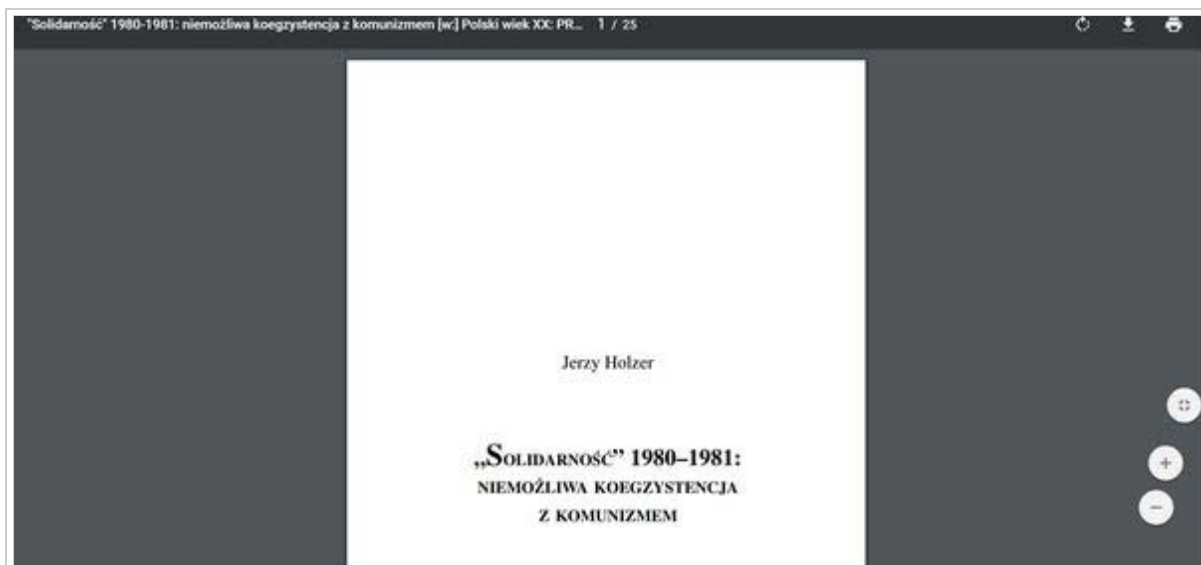 "Solidarność" 1980-1981: niemożliwa koegzystencja z komunizmem [w:] Polski wiek XX: PR... 1 / 25
Jerzy Holzer
„Solidarność” 1980–1981:
niemożliwa koegzystencja
z komunizmem